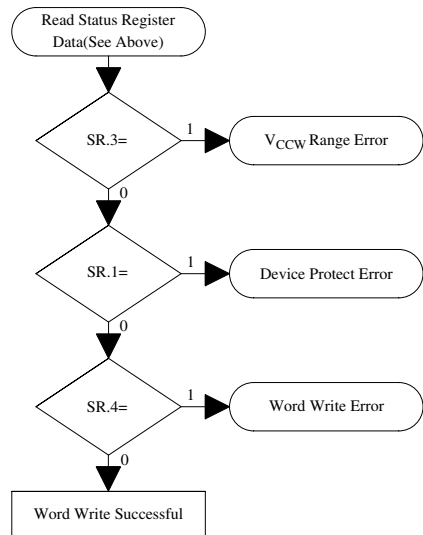 Read Status Register
Data(See Above)
SR.3=
1
V_CCW Range Error
0
SR.1=
1
Device Protect Error
0
SR.4=
1
Word Write Error
0
Word Write Successful